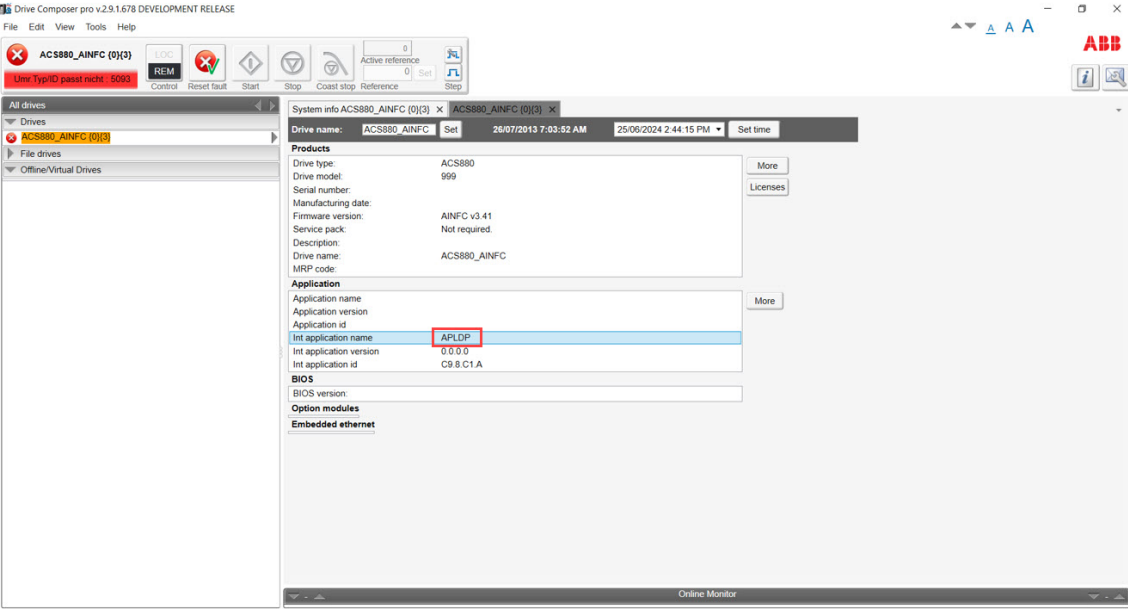 Drive Composer pro v.2.9.1.678 DEVELOPMENT RELEASE
File Edit View Tools Help
A A A
ABB
ACS880_AINFC {0}{3}
Umr.Typ/ID passt nicht : 5093
LOC
REM
Control
Reset fault
Start
Stop
Coast stop
0
Active reference
0 Set
Reference
Step
i
All drives
Drives
ACS880_AINFC {0}{3}
File drives
Offline/Virtual Drives
System info ACS880_AINFC {0}{3} × ACS880_AINFC {0}{3} ×
Drive name: ACS880_AINFC Set 26/07/2013 7:03:52 AM 25/06/2024 2:44:15 PM Set time
Products
Drive type: ACS880
Drive model: 999
Serial number:
Manufacturing date:
Firmware version: AINFC v3.41
Service pack: Not required.
Description:
Drive name: ACS880_AINFC
MRP code:
More
Licenses
Application
Application name
Application version
Application id
Int application name APLDP
Int application version 0.0.0.0
Int application id C9.8.C1.A
More
BIOS
BIOS version:
Option modules
Embedded ethernet
Online Monitor